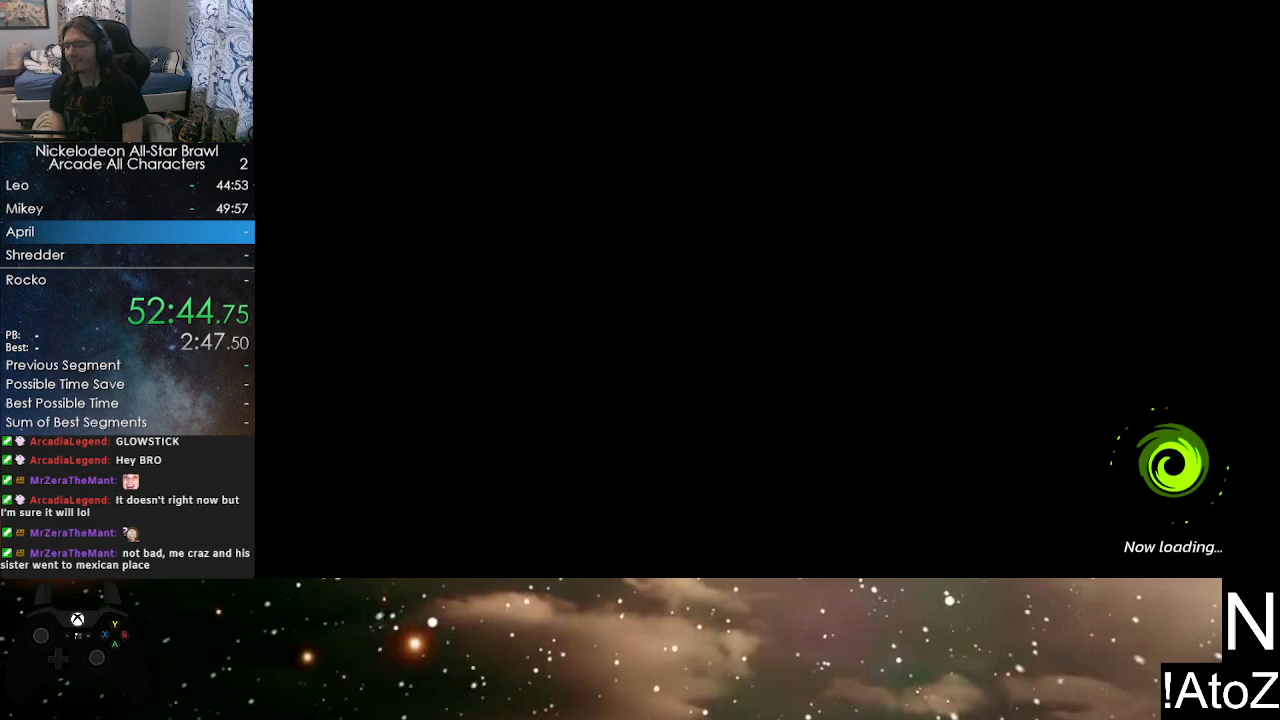 Nickelodeon All-Star Brawl
Arcade All Characters 2
Leo - 44:53
Mikey - 49:57
April -
Shredder -
Rocko -
52:44.75
PB: -
Best: -
2:47.50
Previous Segment -
Possible Time Save -
Best Possible Time -
Sum of Best Segments -
ArcadiaLegend: GLOWSTICK
ArcadiaLegend: Hey BRO
MrZeraTheMant:
ArcadiaLegend: It doesn't right now but
I'm sure it will lol
MrZeraTheMant: ?
MrZeraTheMant: not bad, me craz and his
sister went to mexican place
Now loading...
Y
X B
A
N
!AtoZ